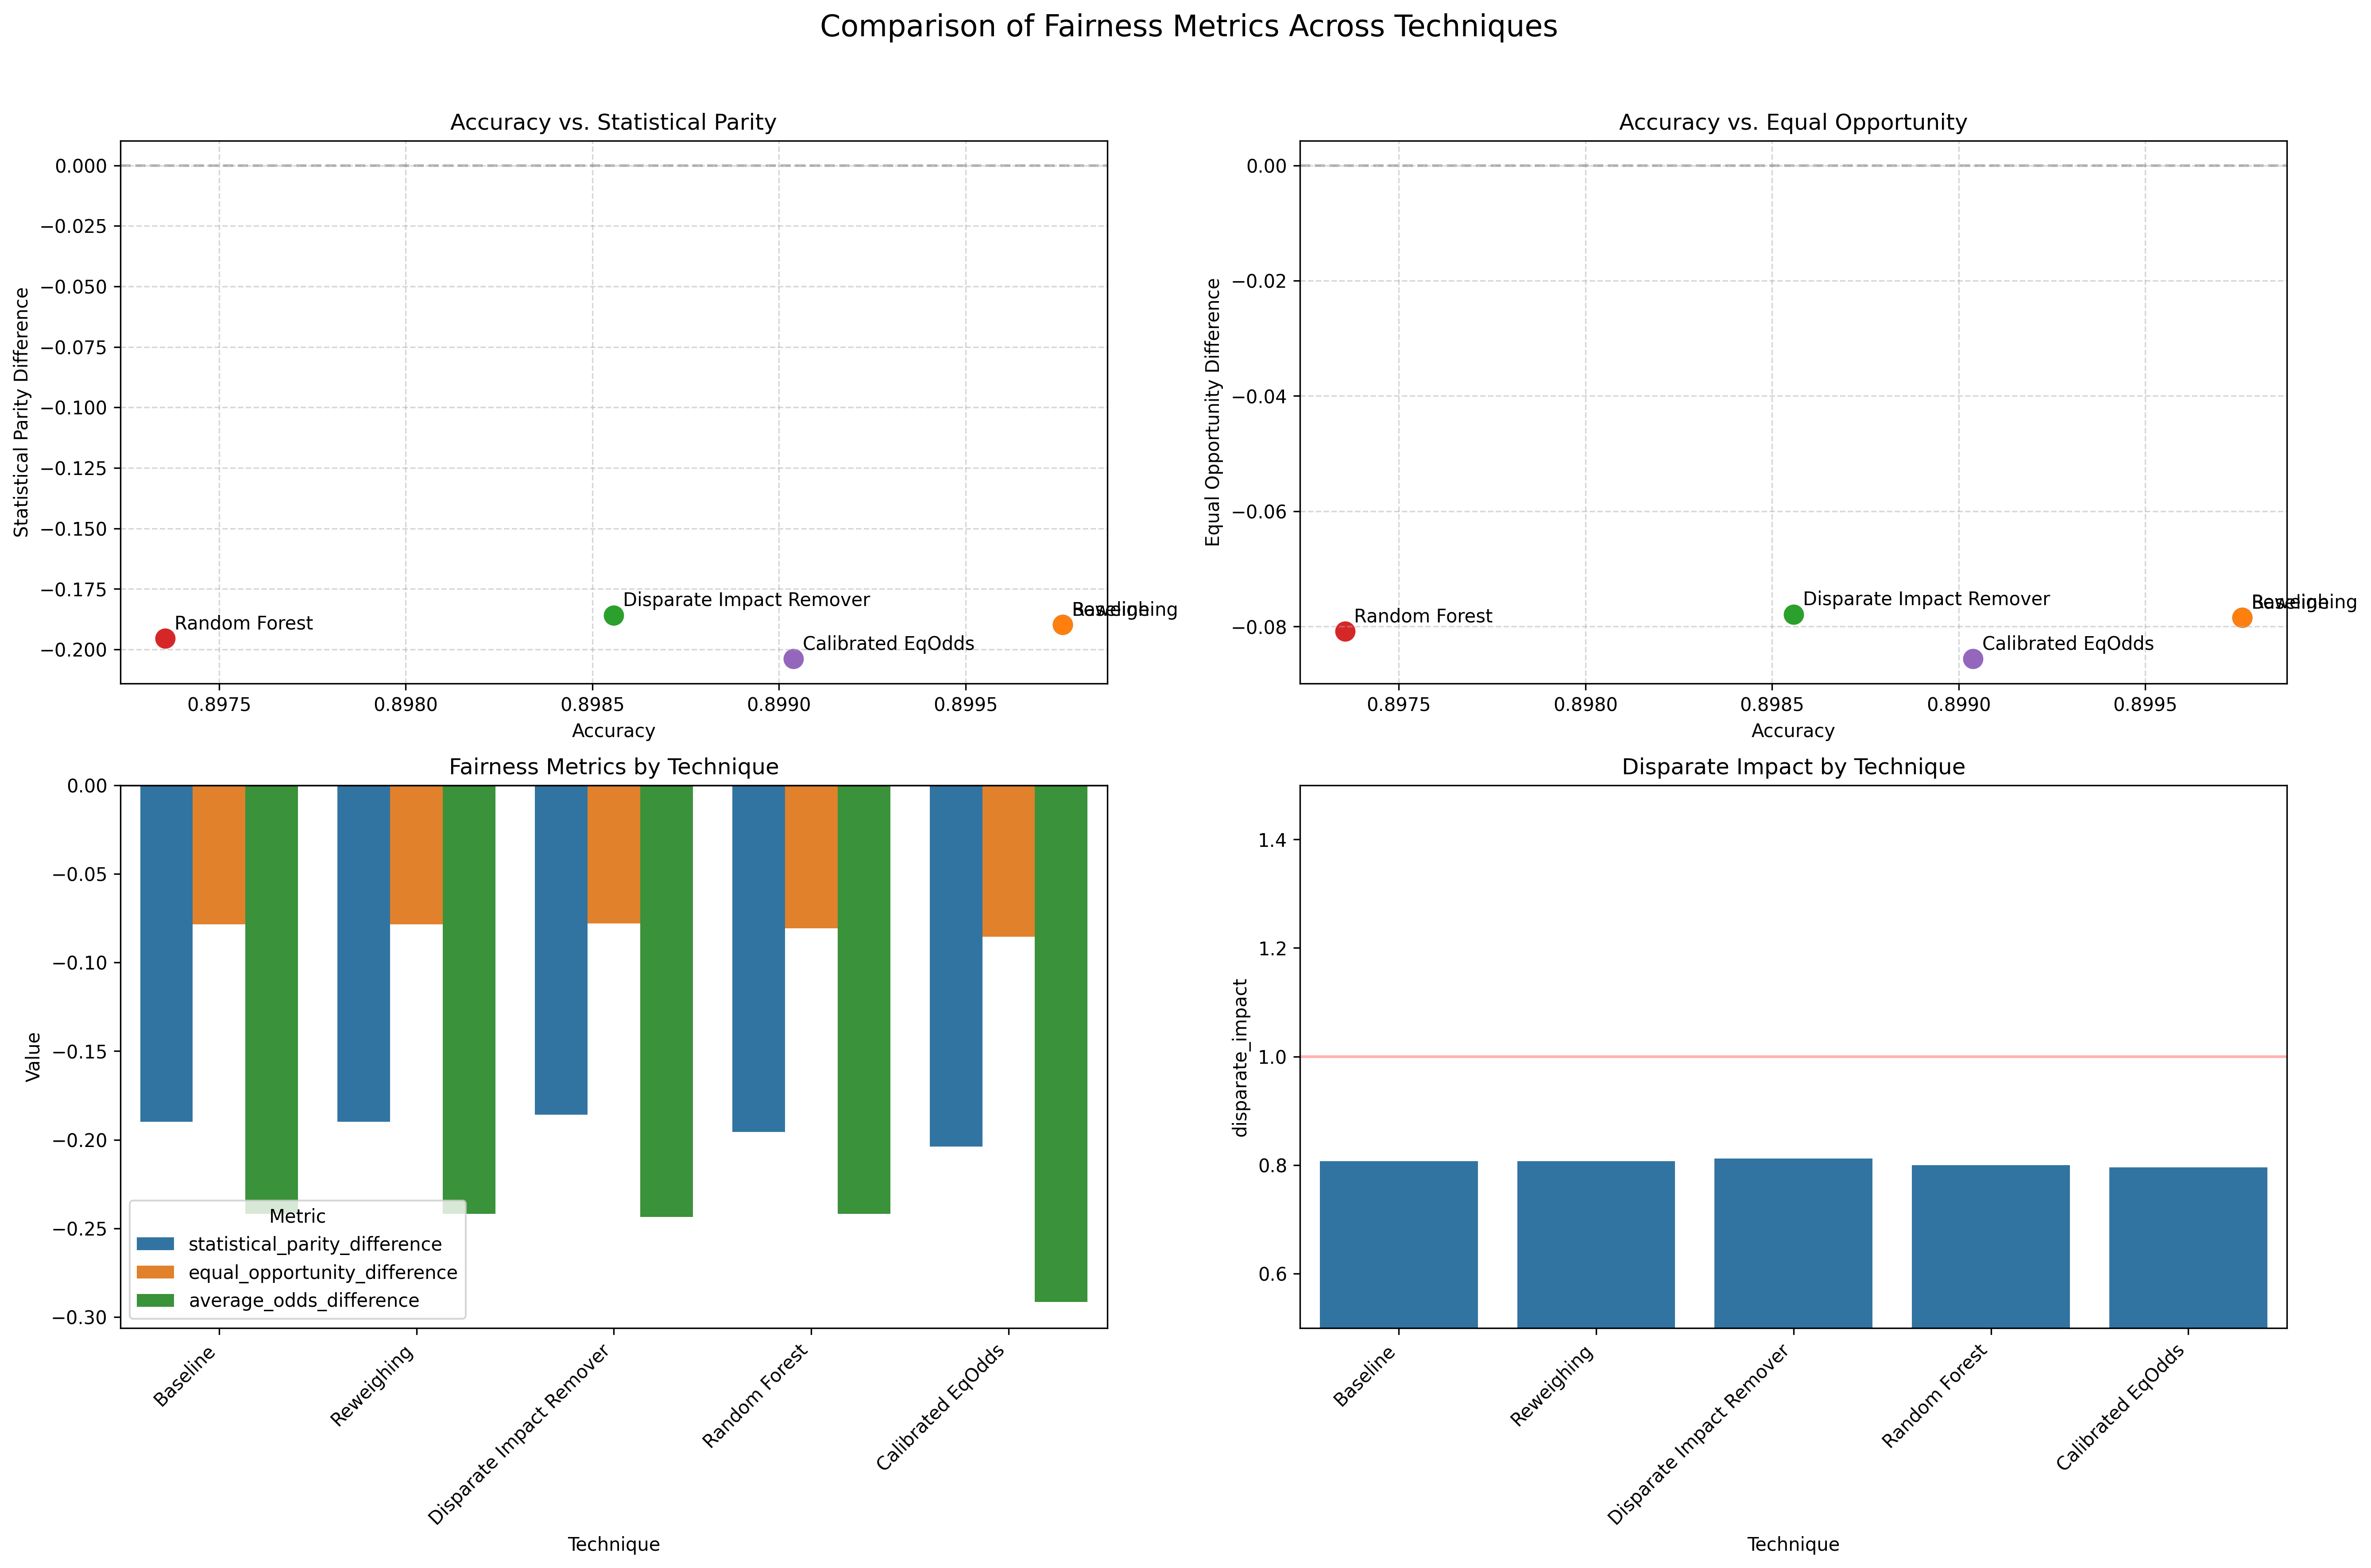 Comparison of Fairness Metrics Across Techniques
Accuracy vs. Statistical Parity
Statistical Parity Difference
0.000
−0.025
−0.050
−0.075
−0.100
−0.125
−0.150
−0.175
−0.200
Random Forest
Disparate Impact Remover
Calibrated EqOdds
Baseline
Reweighing
0.8975
0.8980
0.8985
0.8990
0.8995
Accuracy
Accuracy vs. Equal Opportunity
Equal Opportunity Difference
0.00
−0.02
−0.04
−0.06
−0.08
Random Forest
Disparate Impact Remover
Calibrated EqOdds
Baseline
Reweighing
0.8975
0.8980
0.8985
0.8990
0.8995
Accuracy
Fairness Metrics by Technique
Value
0.00
−0.05
−0.10
−0.15
−0.20
−0.25
−0.30
Metric
statistical_parity_difference
equal_opportunity_difference
average_odds_difference
Baseline
Reweighing
Disparate Impact Remover
Random Forest
Calibrated EqOdds
Technique
Disparate Impact by Technique
disparate_impact
1.4
1.2
1.0
0.8
0.6
Baseline
Reweighing
Disparate Impact Remover
Random Forest
Calibrated EqOdds
Technique